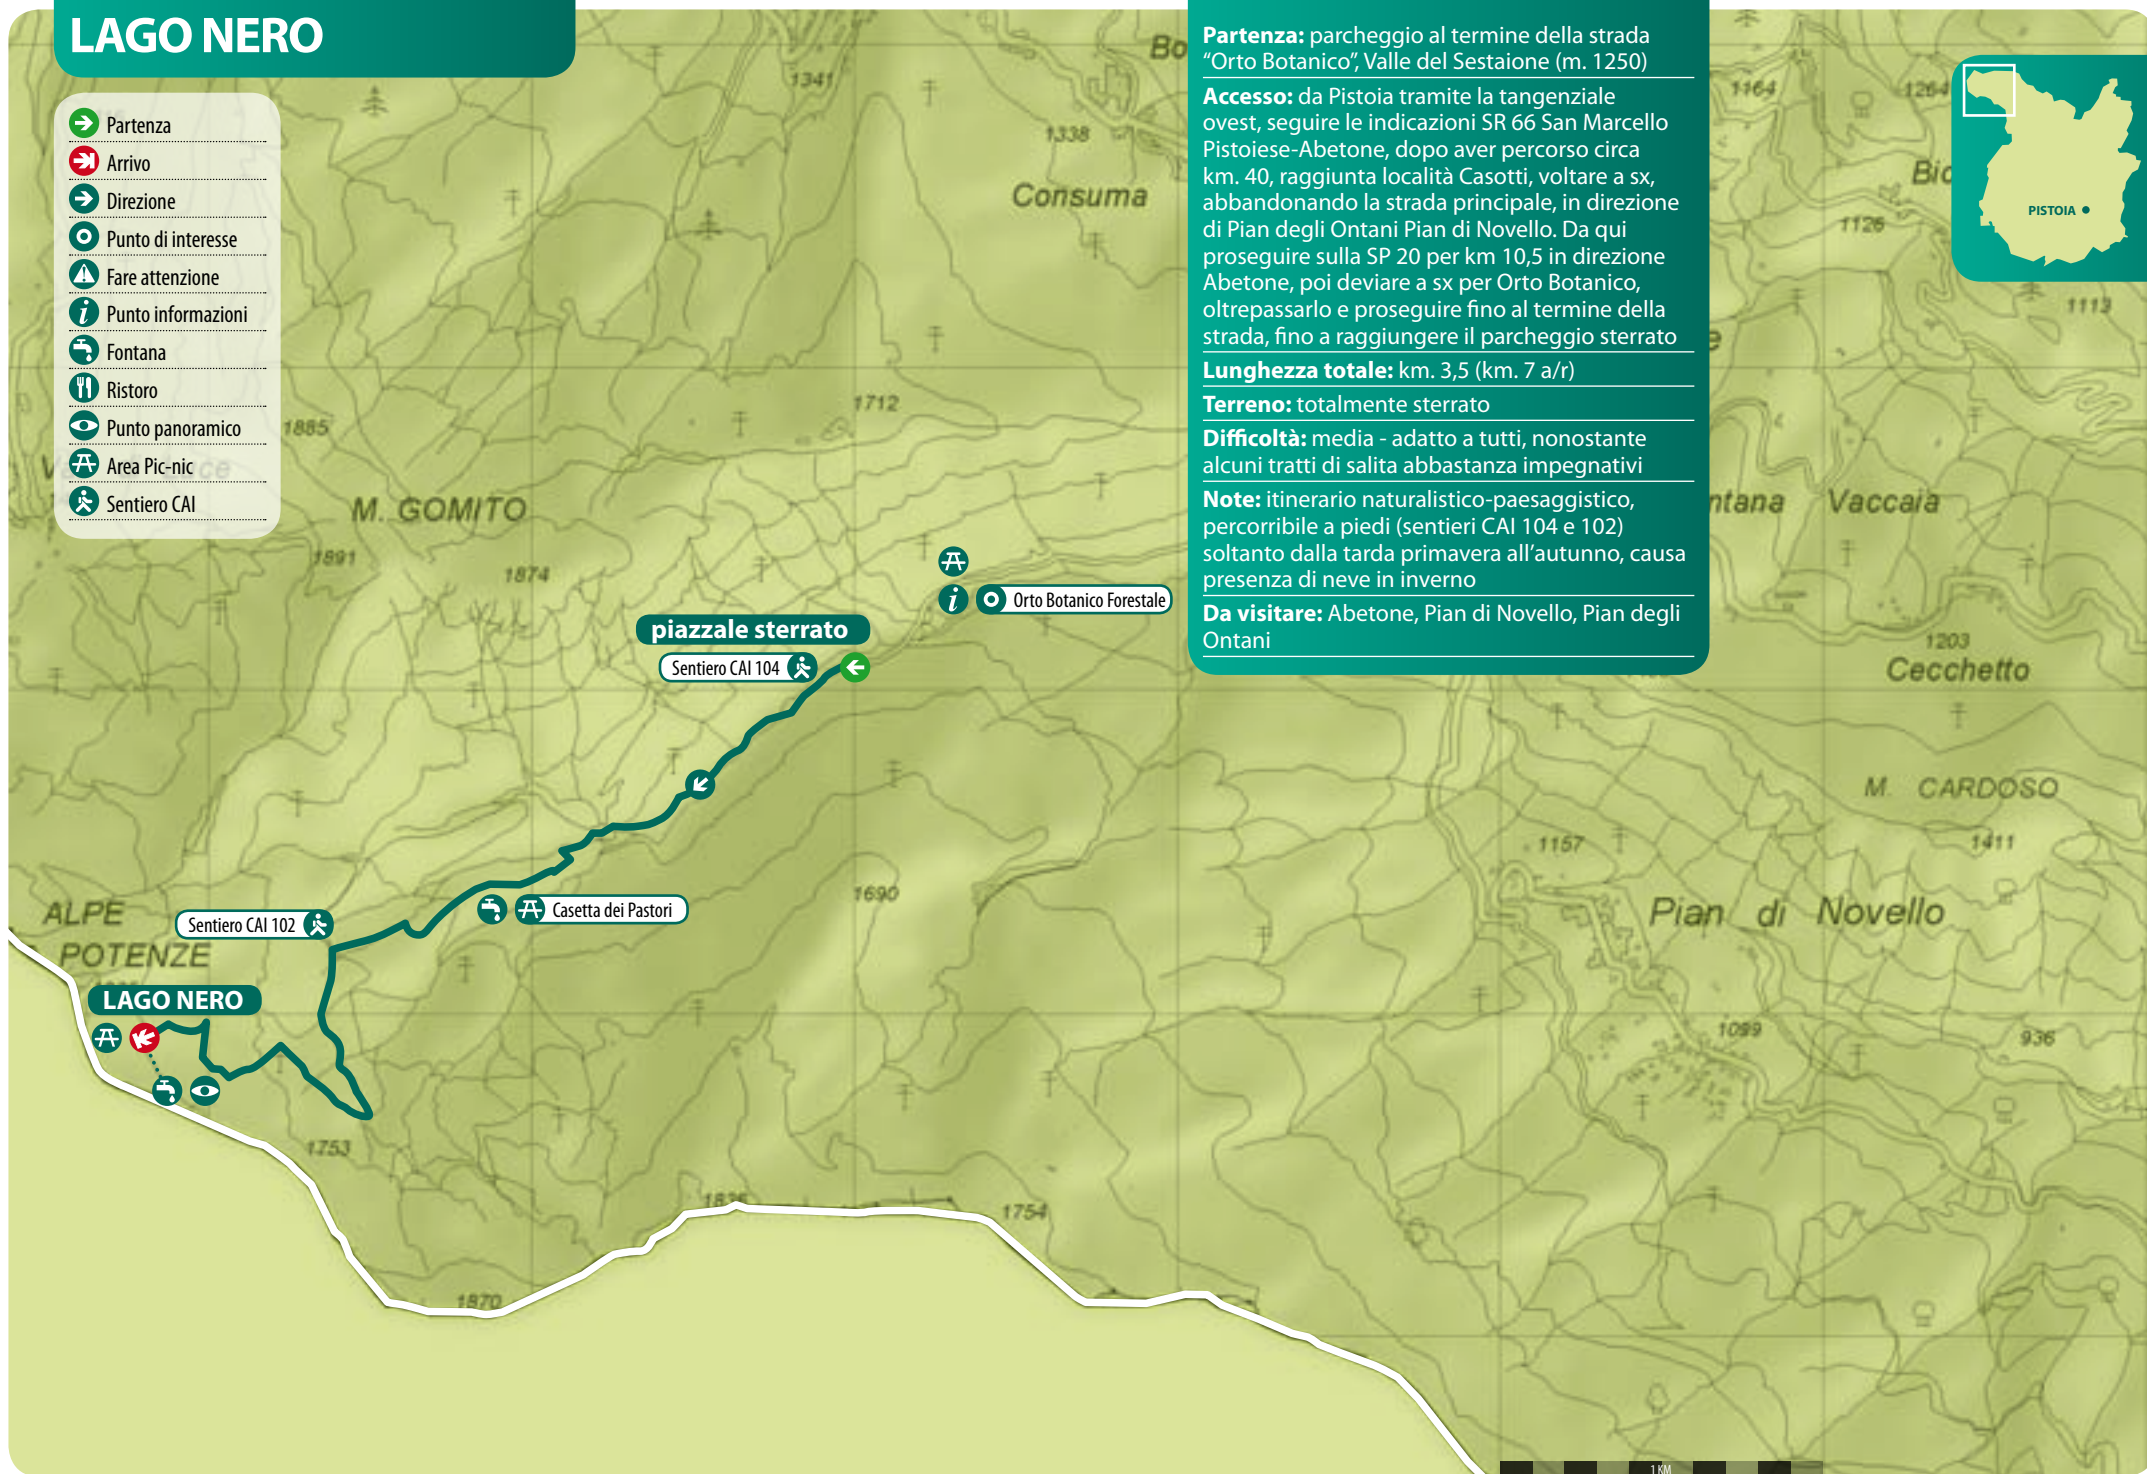 LAGO NERO
Partenza
Arrivo
Direzione
Punto di interesse
Fare attenzione
Punto informazioni
Fontana
Ristoro
Punto panoramico
Area Pic-nic
Sentiero CAI
Partenza: parcheggio al termine della strada
“Orto Botanico”, Valle del Sestaione (m. 1250)
Accesso: da Pistoia tramite la tangenziale
ovest, seguire le indicazioni SR 66 San Marcello
Pistoiese-Abetone, dopo aver percorso circa
km. 40, raggiunta località Casotti, voltare a sx,
abbandonando la strada principale, in direzione
di Pian degli Ontani Pian di Novello. Da qui
proseguire sulla SP 20 per km 10,5 in direzione
Abetone, poi deviare a sx per Orto Botanico,
oltrepassarlo e proseguire fino al termine della
strada, fino a raggiungere il parcheggio sterrato
Lunghezza totale: km. 3,5 (km. 7 a/r)
Terreno: totalmente sterrato
Difficoltà: media - adatto a tutti, nonostante
alcuni tratti di salita abbastanza impegnativi
Note: itinerario naturalistico-paesaggistico,
percorribile a piedi (sentieri CAI 104 e 102)
soltanto dalla tarda primavera all’autunno, causa
presenza di neve in inverno
Da visitare: Abetone, Pian di Novello, Pian degli
Ontani
PISTOIA
1341
Bo
1338
Consuma
1164
1264
Bio
1126
1113
1712
1885
M. GOMITO
1891
1874
ntana Vaccaia
Orto Botanico Forestale
piazzale sterrato
Sentiero CAI 104
1203
Cecchetto
M. CARDOSO
1411
1157
1690
Casetta dei Pastori
Sentiero CAI 102
ALPE
POTENZE
Pian di Novello
LAGO NERO
1099
936
1753
1754
1870
1 KM